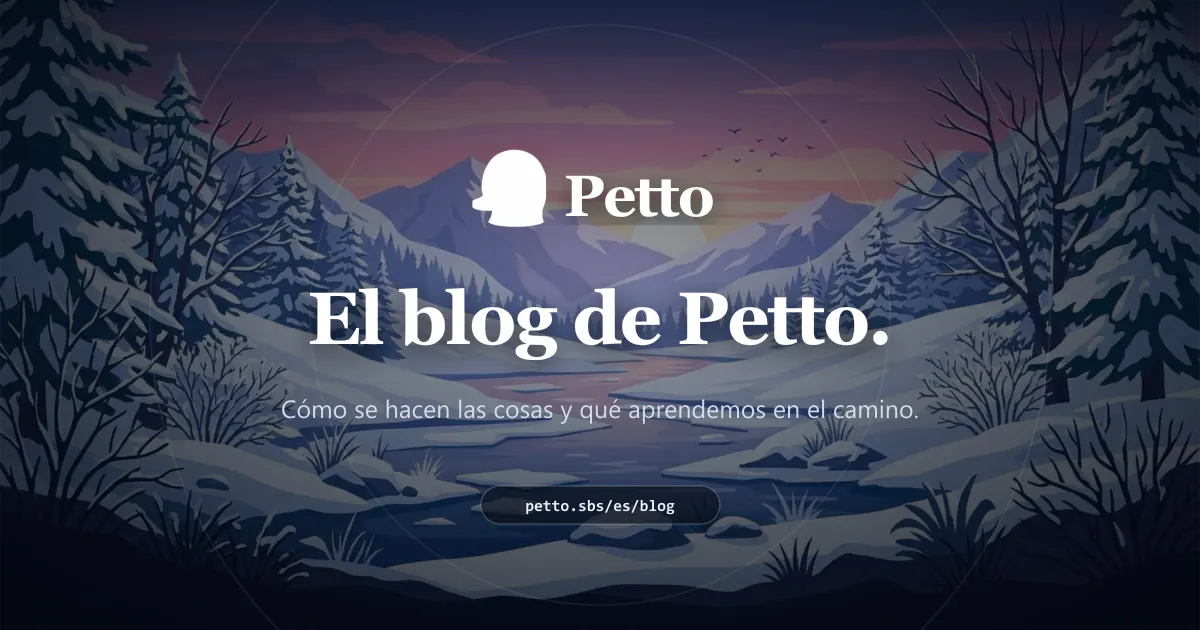 Petto
El blog de Petto.
Cómo se hacen las cosas y qué aprendemos en el camino.
petto.sbs/es/blog